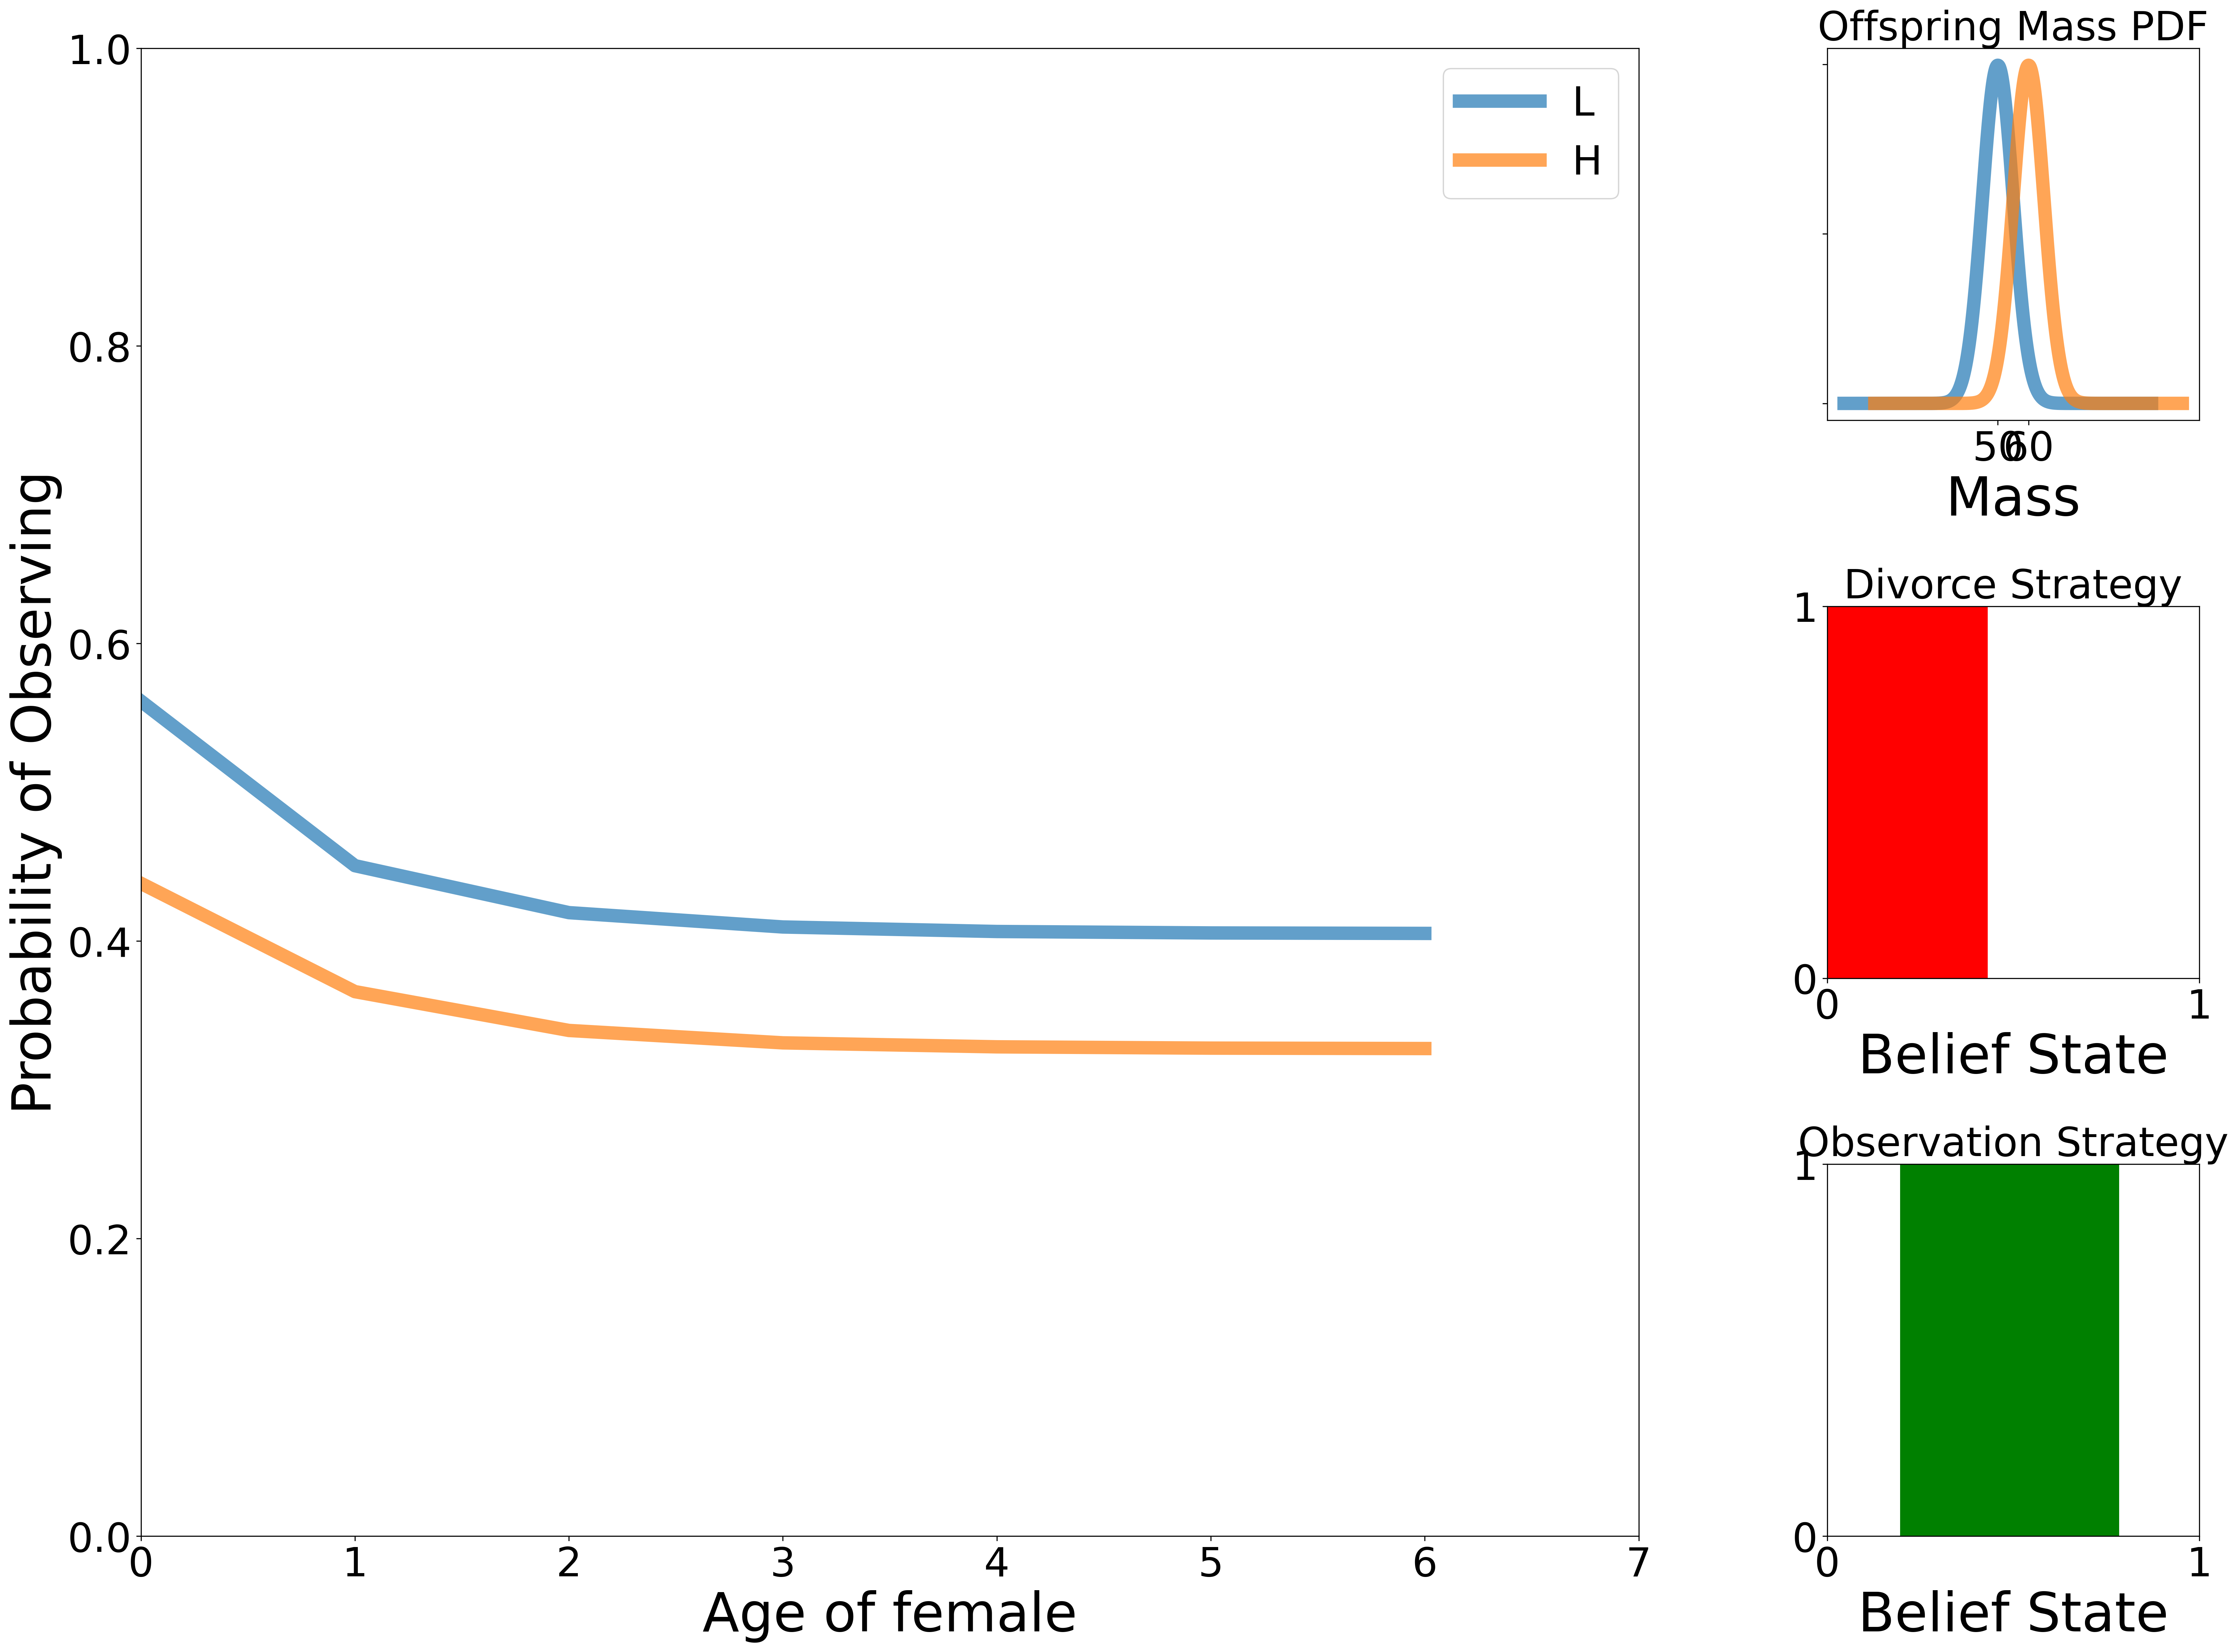 Probability of Observing
1.0
0.8
0.6
0.4
0.2
0.0
0 1 2 3 4 5 6 7
Age of female
L
H
Offspring Mass PDF
50 60
Mass
Divorce Strategy
1
0
0 1
Belief State
Observation Strategy
1
0
0 1
Belief State